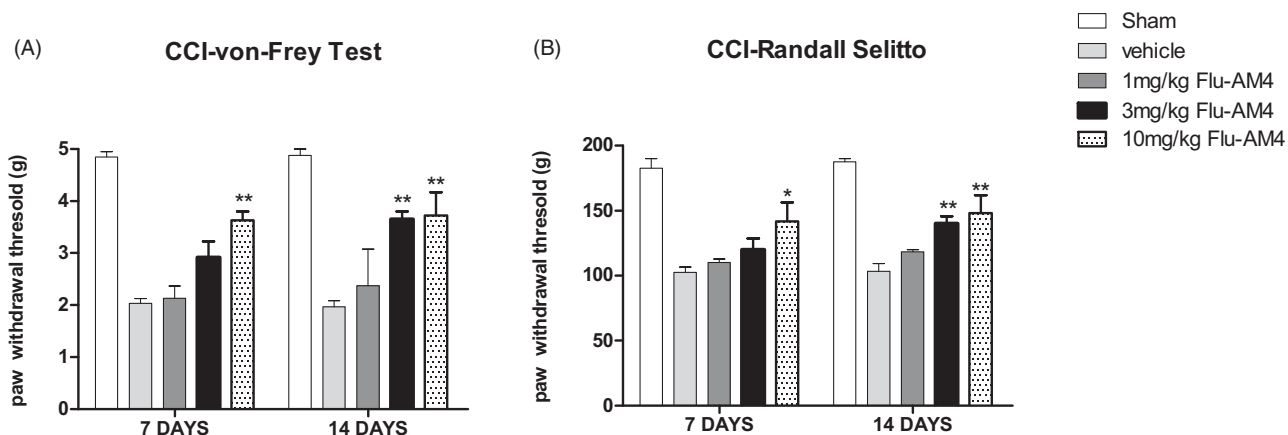 (A)
CCI-von-Frey Test
paw withdrawal thresold (g)
5
4
3
2
1
0
**
**
**
7 DAYS
14 DAYS
(B)
CCI-Randall Selitto
paw withdrawal thresold (g)
200
150
100
50
0
*
**
**
7 DAYS
14 DAYS
Sham
vehicle
1mg/kg Flu-AM4
3mg/kg Flu-AM4
10mg/kg Flu-AM4